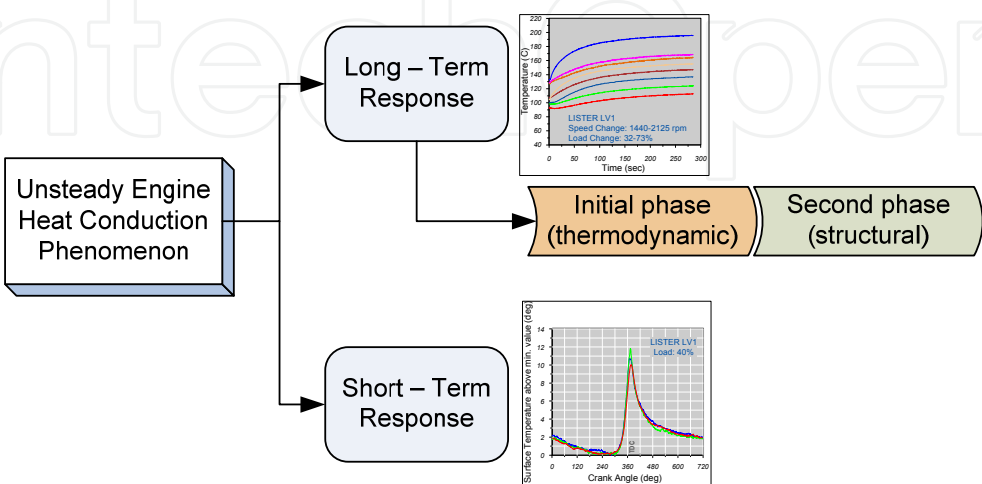 Long – Term
Response
Temperature (C)
220
200
180
160
140
120
100
80
60
40
LISTER LV1
Speed Change: 1440-2125 rpm
Load Change: 32-73%
0 50 100 150 200 250 300
Time (sec)
Unsteady Engine
Heat Conduction
Phenomenon
Initial phase
(thermodynamic)
Second phase
(structural)
Short – Term
Response
Surface Temperature above min. value (deg)
14
12
10
8
6
4
2
0
LISTER LV1
Load: 40%
TDC
0 120 240 360 480 600 720
Crank Angle (deg)